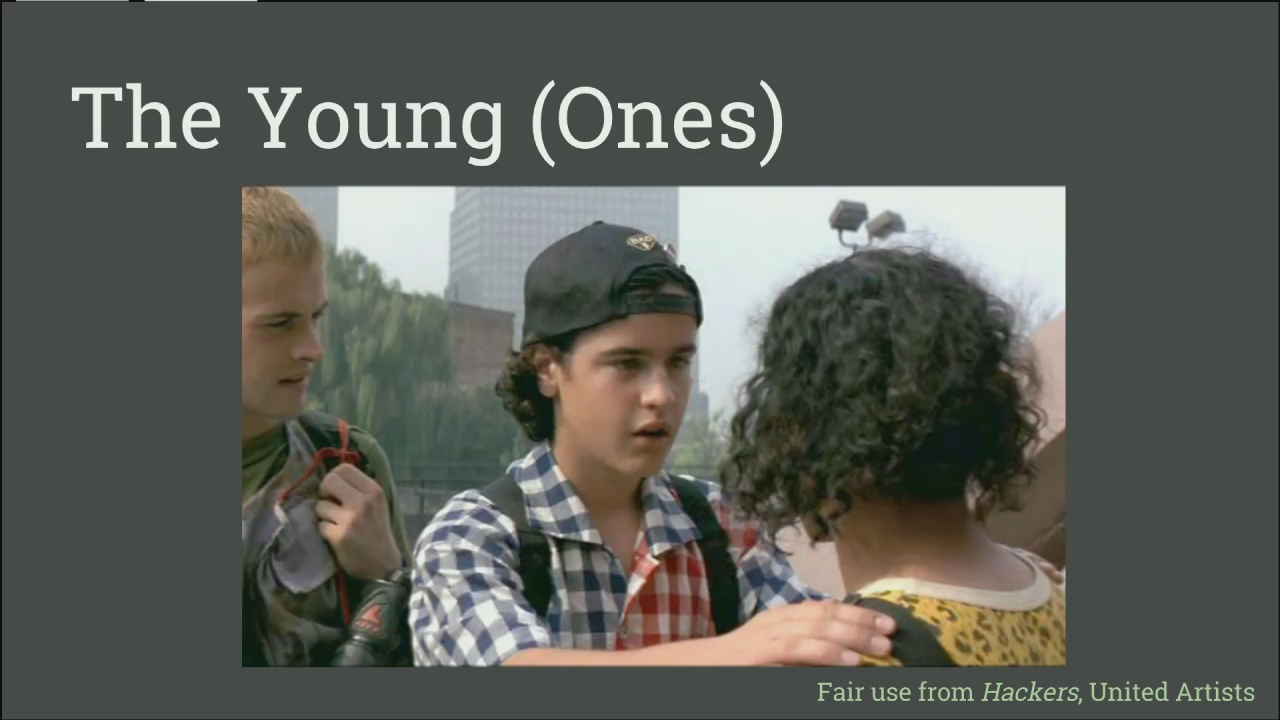 The Young (Ones)
Fair use from Hackers, United Artists